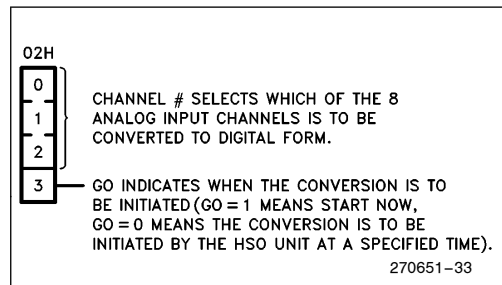 02H
0
1
2
3
CHANNEL # SELECTS WHICH OF THE 8
ANALOG INPUT CHANNELS IS TO BE
CONVERTED TO DIGITAL FORM.
GO INDICATES WHEN THE CONVERSION IS TO
BE INITIATED (GO = 1 MEANS START NOW,
GO = 0 MEANS THE CONVERSION IS TO BE
INITIATED BY THE HSO UNIT AT A SPECIFIED TIME).
270651–33